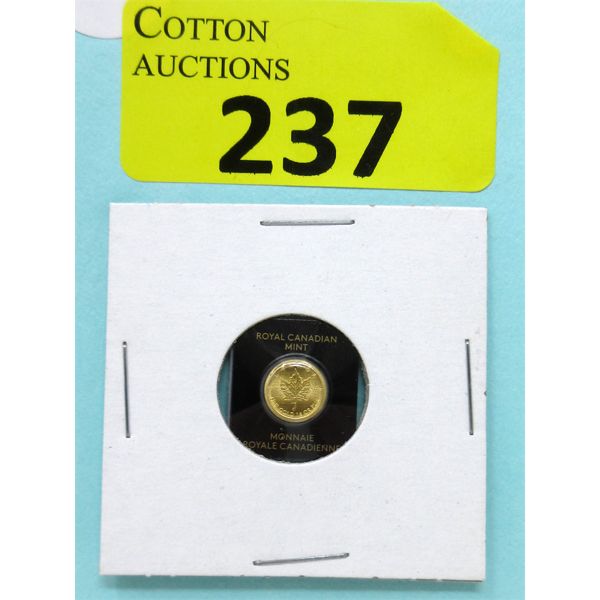 COTTON
AUCTIONS
237
ROYAL CANADIAN
MINT
MONNAIE
ROYALE CANADIENNE